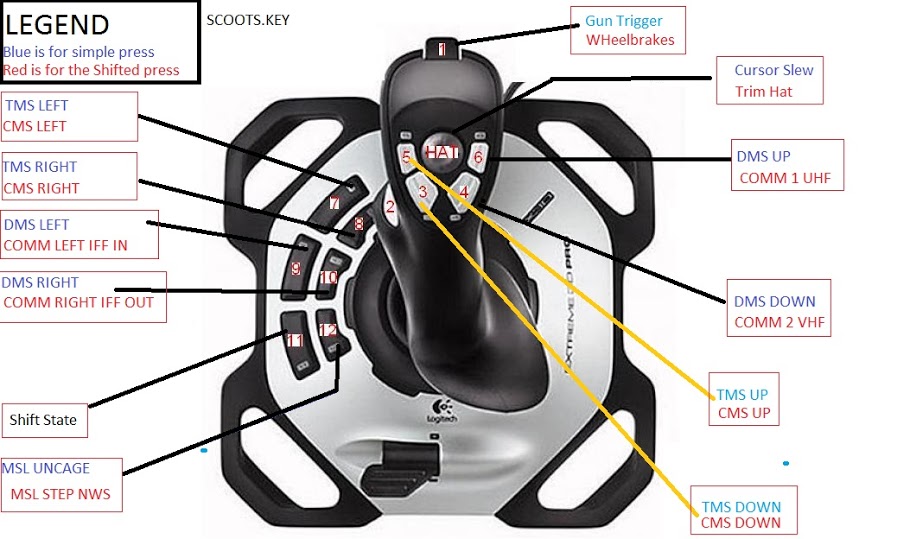 LEGEND
Blue is for simple press
Red is for the Shifted press
SCOOTS.KEY
Gun Trigger
WHeelbrakes
Cursor Slew
Trim Hat
TMS LEFT
CMS LEFT
TMS RIGHT
CMS RIGHT
DMS LEFT
COMM LEFT IFF IN
DMS RIGHT
COMM RIGHT IFF OUT
DMS UP
COMM 1 UHF
DMS DOWN
COMM 2 VHF
TMS UP
CMS UP
TMS DOWN
CMS DOWN
Shift State
MSL UNCAGE
MSL STEP NWS
1
HAT
5
6
3
4
2
7
8
9
10
11
12
EXTREME 3D PRO
Logitech